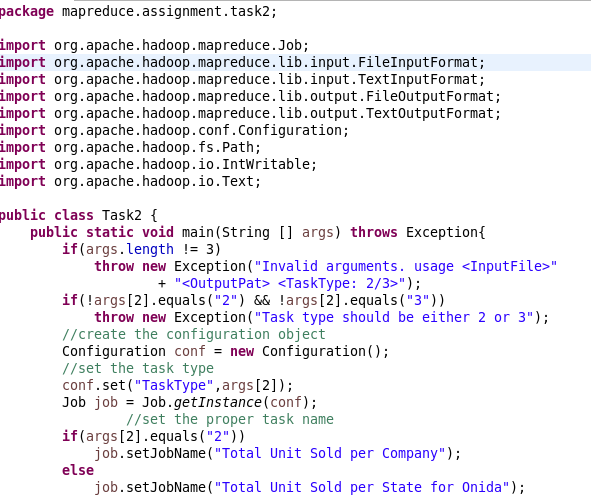 package mapreduce.assignment.task2;
import org.apache.hadoop.mapreduce.Job;
import org.apache.hadoop.mapreduce.lib.input.FileInputFormat;
import org.apache.hadoop.mapreduce.lib.input.TextInputFormat;
import org.apache.hadoop.mapreduce.lib.output.FileOutputFormat;
import org.apache.hadoop.mapreduce.lib.output.TextOutputFormat;
import org.apache.hadoop.conf.Configuration;
import org.apache.hadoop.fs.Path;
import org.apache.hadoop.io.IntWritable;
import org.apache.hadoop.io.Text;
public class Task2 {
    public static void main(String [] args) throws Exception{
        if(args.length != 3)
            throw new Exception("Invalid arguments. usage <InputFile>"
                    + "<OutputPat> <TaskType: 2/3>");
        if(!args[2].equals("2") && !args[2].equals("3"))
            throw new Exception("Task type should be either 2 or 3");
        //create the configuration object
        Configuration conf = new Configuration();
        //set the task type
        conf.set("TaskType",args[2]);
        Job job = Job.getInstance(conf);
                //set the proper task name
        if(args[2].equals("2"))
            job.setJobName("Total Unit Sold per Company");
        else
            job.setJobName("Total Unit Sold per State for Onida");